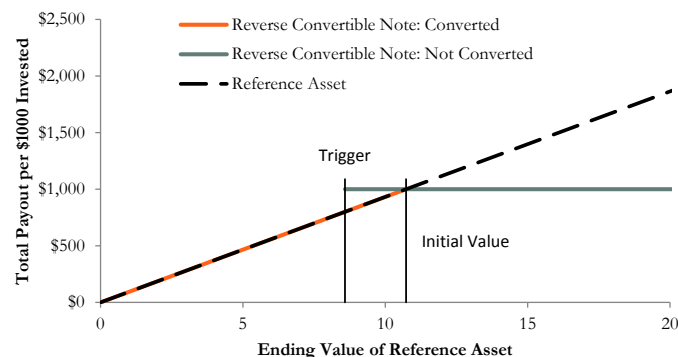 $2,500
$2,000
$1,500
$1,000
$500
$0
Total Payout per $1000 Invested
Reverse Convertible Note: Converted
Reverse Convertible Note: Not Converted
Reference Asset
Trigger
Initial Value
0 5 10 15 20
Ending Value of Reference Asset